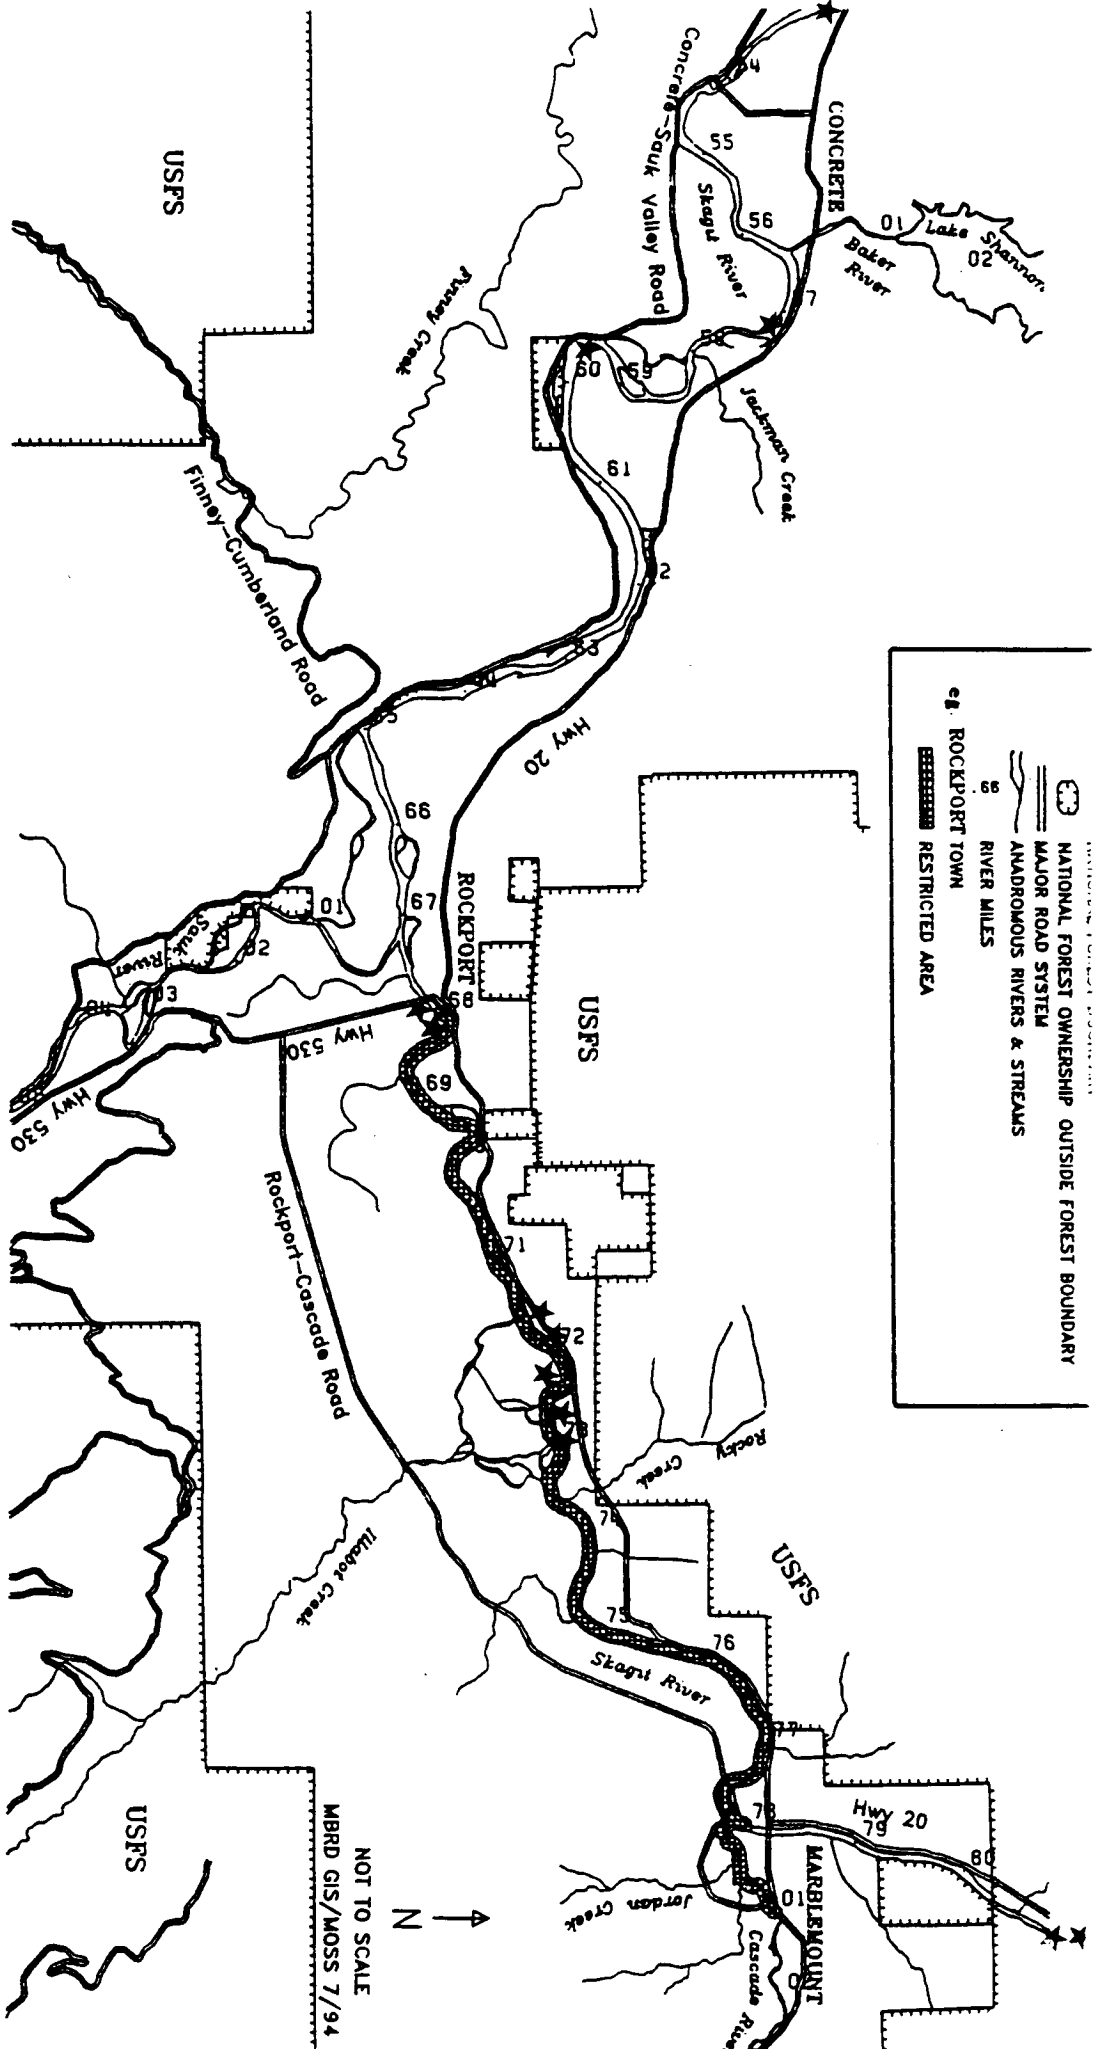 NATIONAL FOREST OWNERSHIP OUTSIDE FOREST BOUNDARY
MAJOR ROAD SYSTEM
ANADROMOUS RIVERS & STREAMS
.66 RIVER MILES
eg. ROCKPORT TOWN
RESTRICTED AREA
Lake Shannon
01
02
Baker
River
CONCRETE
Concrete-Sauk Valley Road
55
56
Skagit River
7
Jackman Creek
59
60
61
2
Finney Creek
USFS
Finney-Cumberland Road
Hwy 20
66
67
ROCKPORT
68
69
01
02
03
Sauk
River
Hwy 530
Hwy 530
USFS
71
72
Rockport-Cascade Road
Rocky
Creek
74
75
76
77
Illabot Creek
Skagit River
USFS
78
Hwy 20
79
80
MARBLEMOUNT
01
Jordan
Creek
Cascade
USFS
N
NOT TO SCALE
MBRD GIS/MOSS 7/94